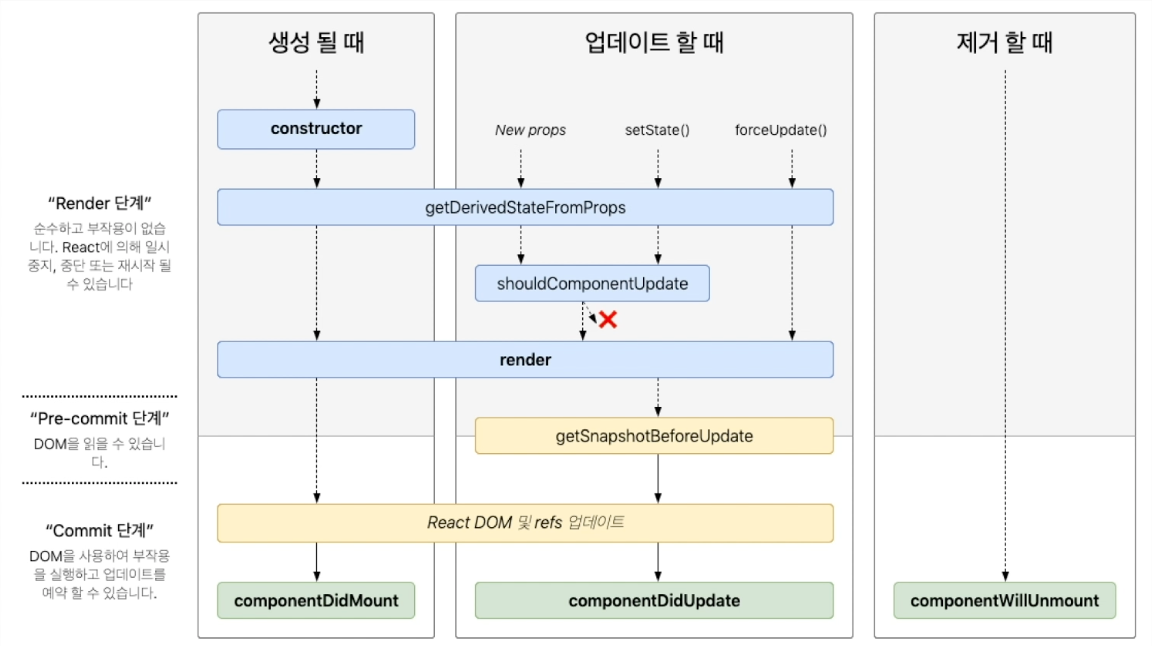 생성 될 때
업데이트 할 때
제거 할 때
constructor
New props
setState()
forceUpdate()
“Render 단계”
순수하고 부작용이 없습
니다. React에 의해 일시
중지, 중단 또는 재시작 될
수 있습니다
getDerivedStateFromProps
shouldComponentUpdate
render
“Pre-commit 단계”
DOM을 읽을 수 있습니
다.
getSnapshotBeforeUpdate
“Commit 단계”
DOM을 사용하여 부작용
을 실행하고 업데이트를
예약 할 수 있습니다.
React DOM 및 refs 업데이트
componentDidMount
componentDidUpdate
componentWillUnmount